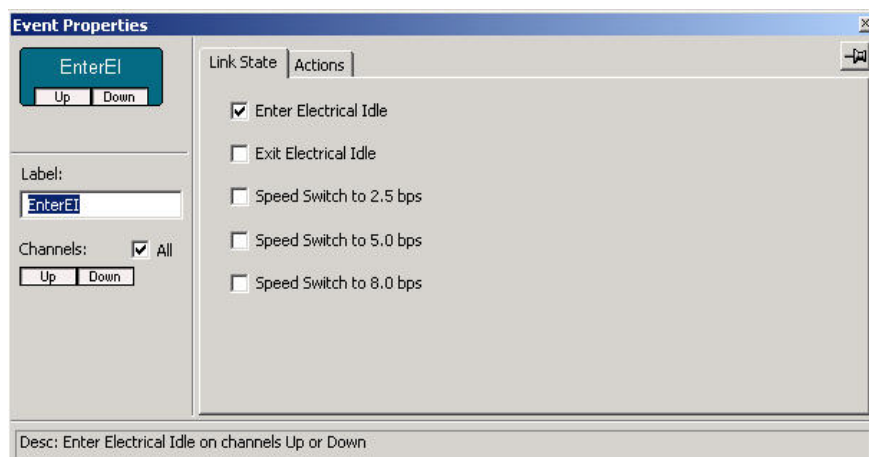 Event Properties
EnterEI
Up Down
Label:
EnterEI
Channels: All
Up Down
Link State Actions
Enter Electrical Idle
Exit Electrical Idle
Speed Switch to 2.5 bps
Speed Switch to 5.0 bps
Speed Switch to 8.0 bps
Desc: Enter Electrical Idle on channels Up or Down